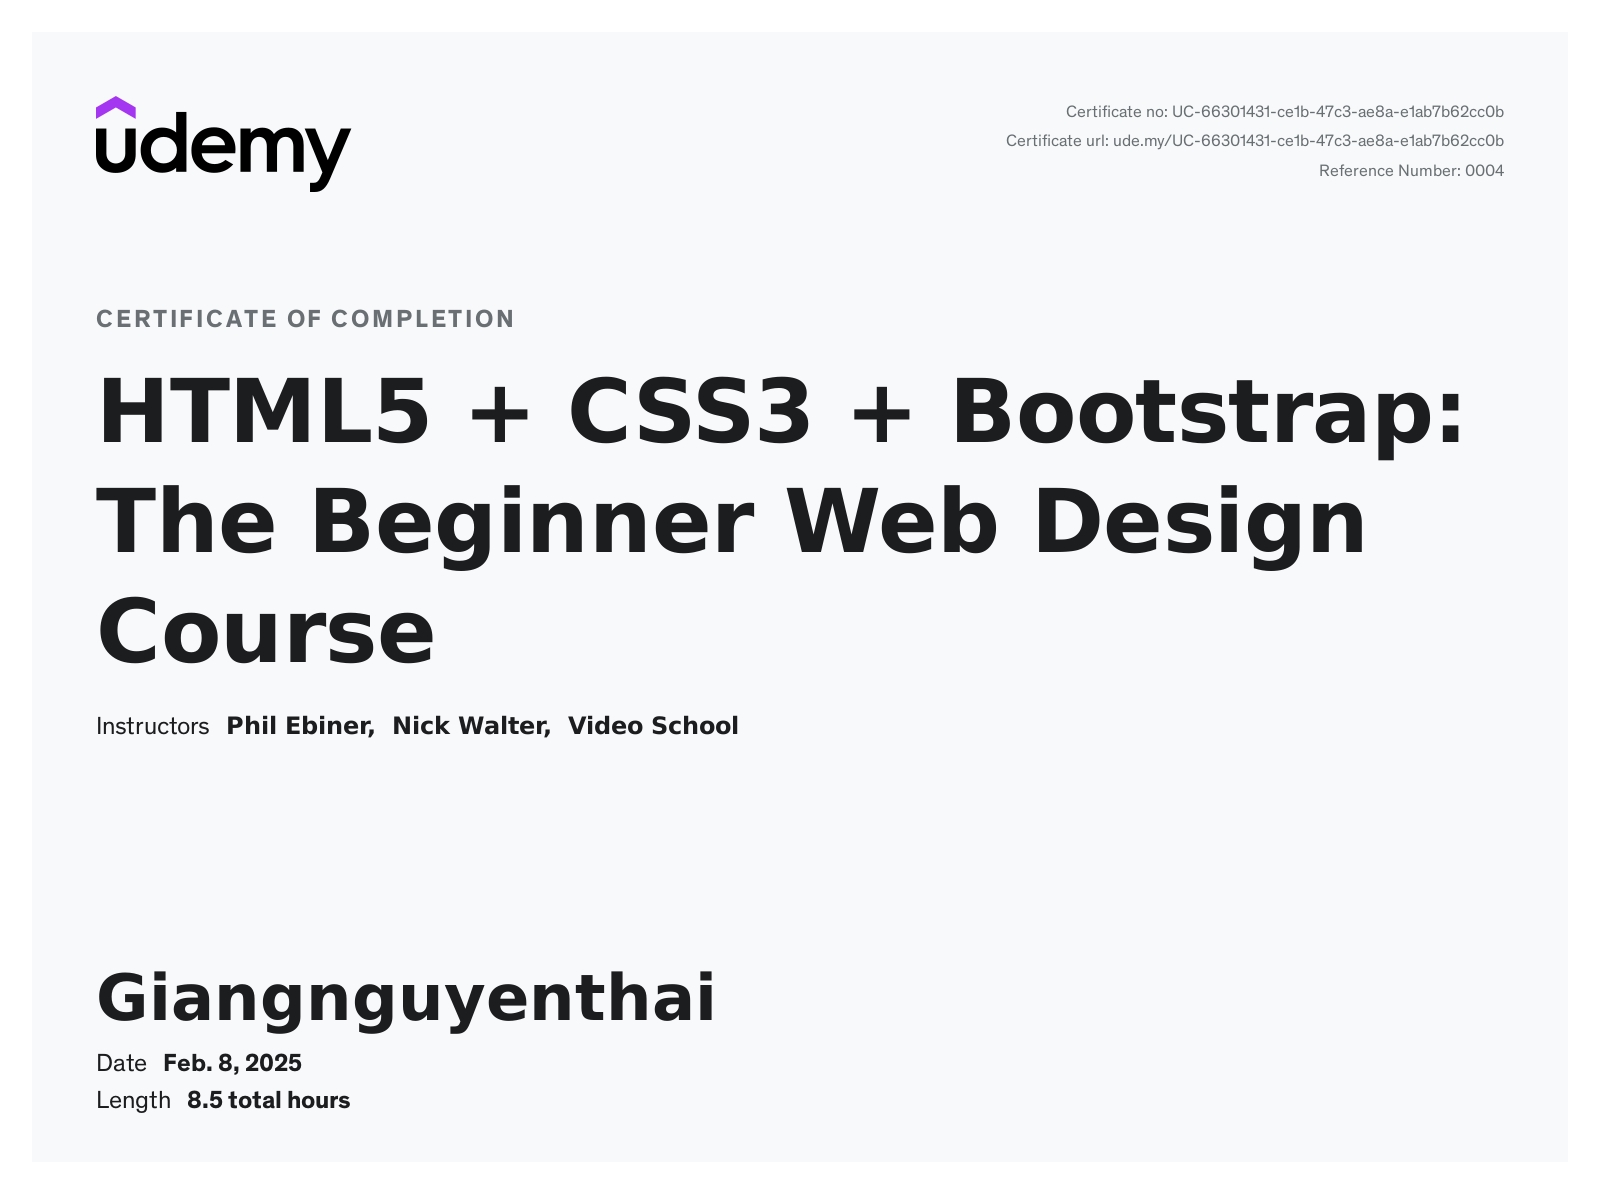 udemy
Certificate no: UC-66301431-ce1b-47c3-ae8a-e1ab7b62cc0b
Certificate url: ude.my/UC-66301431-ce1b-47c3-ae8a-e1ab7b62cc0b
Reference Number: 0004
CERTIFICATE OF COMPLETION
HTML5 + CSS3 + Bootstrap:
The Beginner Web Design
Course
Instructors Phil Ebiner, Nick Walter, Video School
Giangnguyenthai
Date Feb. 8, 2025
Length 8.5 total hours